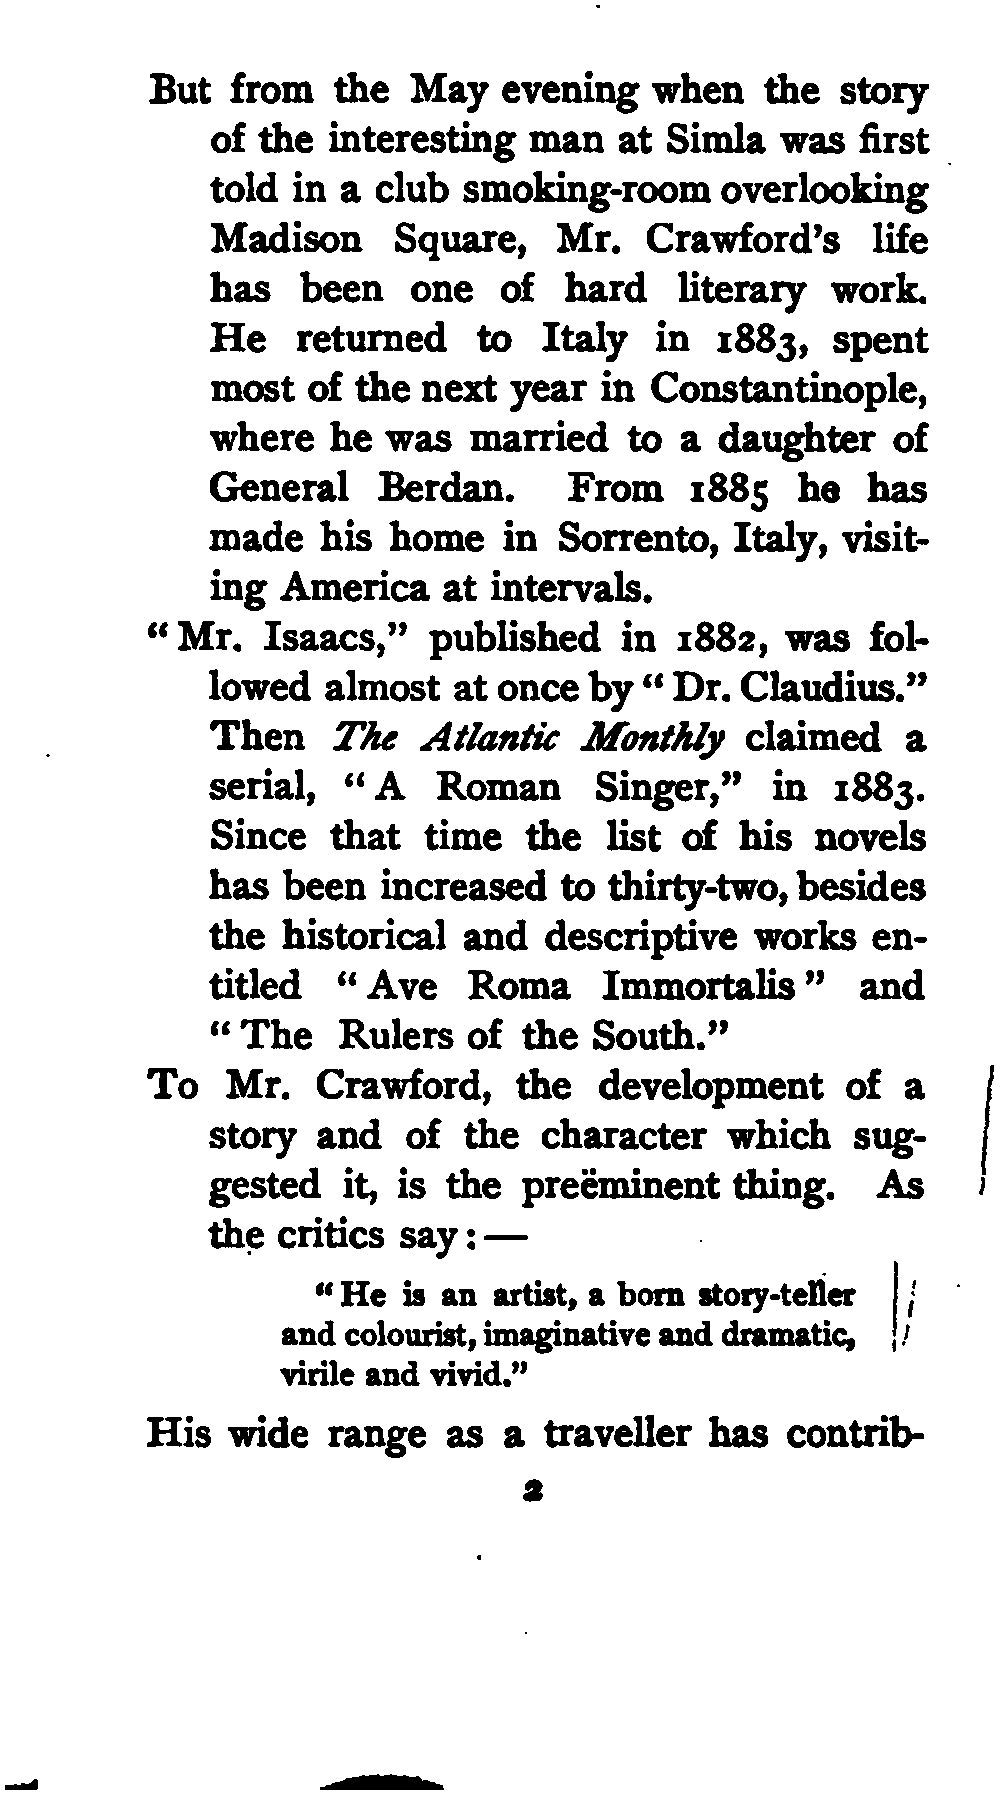 But from the May evening when the story
of the interesting man at Simla was first
told in a club smoking-room overlooking
Madison Square, Mr. Crawford's life
has been one of hard literary work.
He returned to Italy in 1883, spent
most of the next year in Constantinople,
where he was married to a daughter of
General Berdan. From 1885 he has
made his home in Sorrento, Italy, visit-
ing America at intervals.
"Mr. Isaacs," published in 1882, was fol-
lowed almost at once by "Dr. Claudius."
Then The Atlantic Monthly claimed a
serial, "A Roman Singer," in 1883.
Since that time the list of his novels
has been increased to thirty-two, besides
the historical and descriptive works en-
titled "Ave Roma Immortalis" and
"The Rulers of the South."
To Mr. Crawford, the development of a
story and of the character which sug-
gested it, is the preëminent thing. As
the critics say:—
"He is an artist, a born story-teller
and colourist, imaginative and dramatic,
virile and vivid."
His wide range as a traveller has contrib-
2